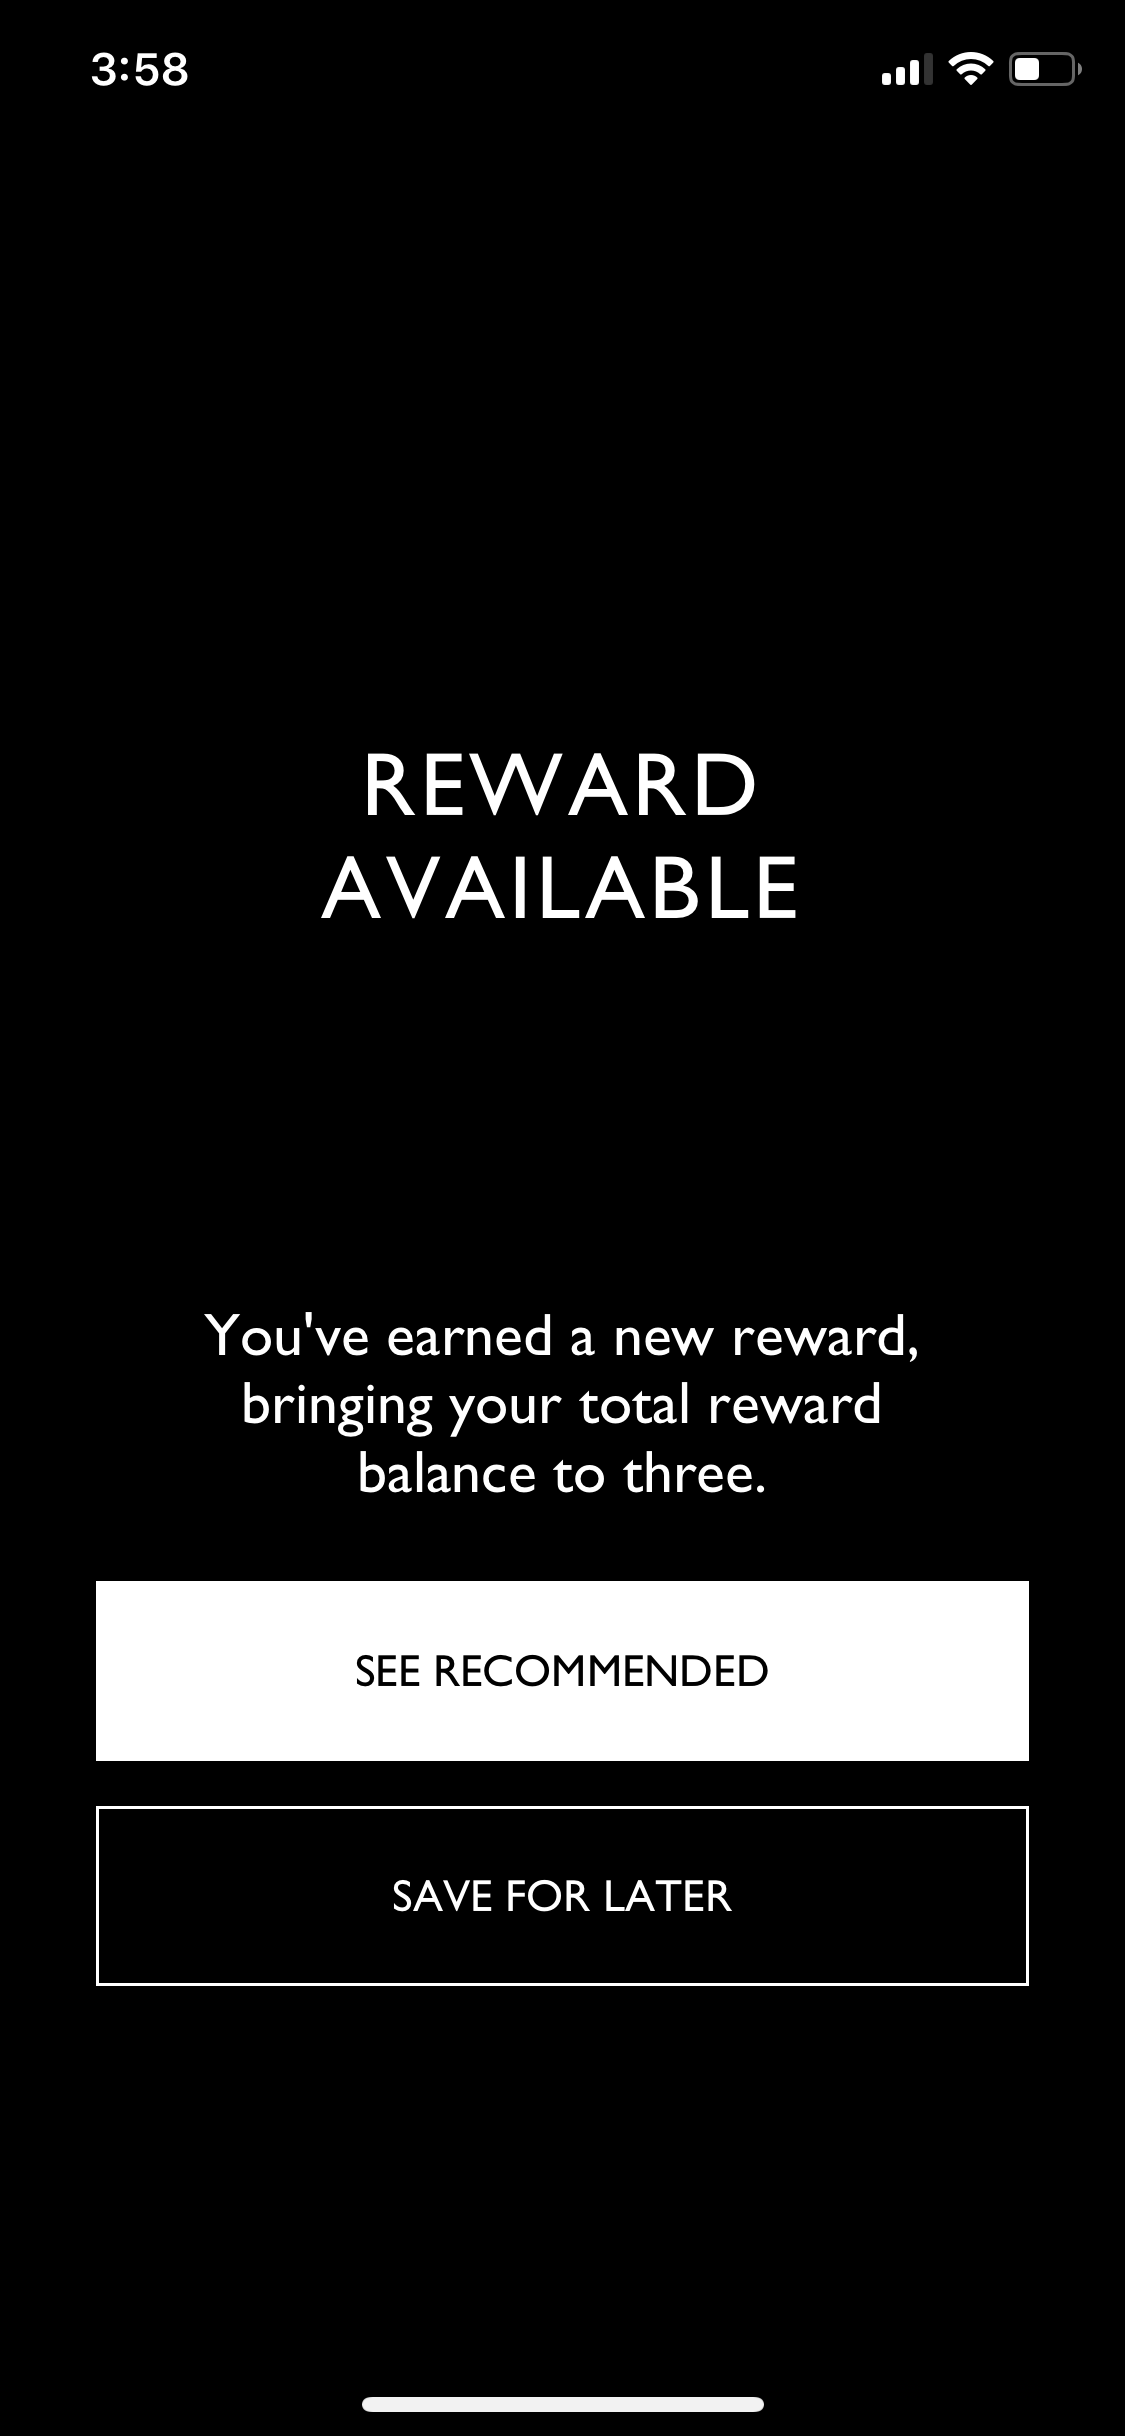 3:58
REWARD
AVAILABLE
You've earned a new reward,
bringing your total reward
balance to three.
SEE RECOMMENDED
SAVE FOR LATER